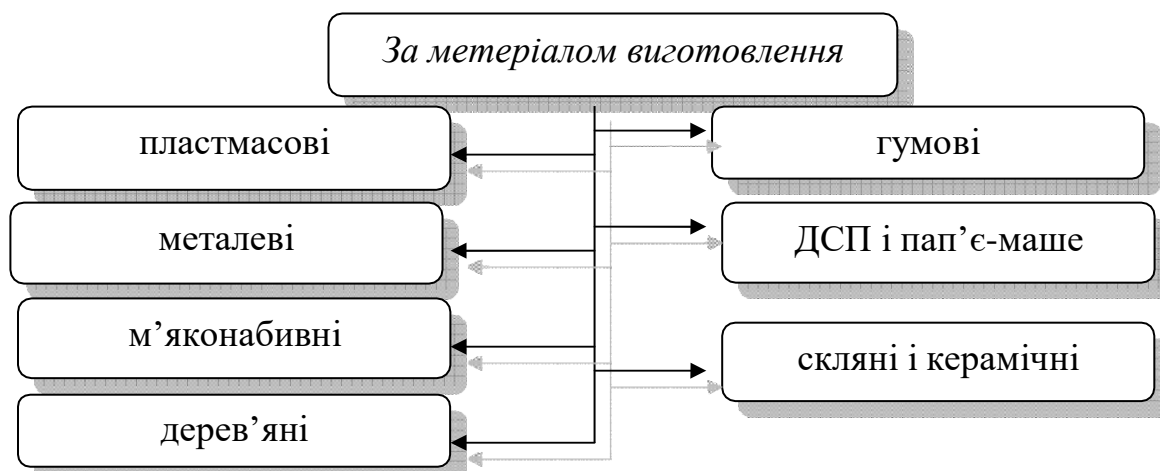 За метеріалом виготовлення
пластмасові
гумові
металеві
ДСП і пап’є-маше
м’яконабивні
скляні і керамічні
дерев’яні